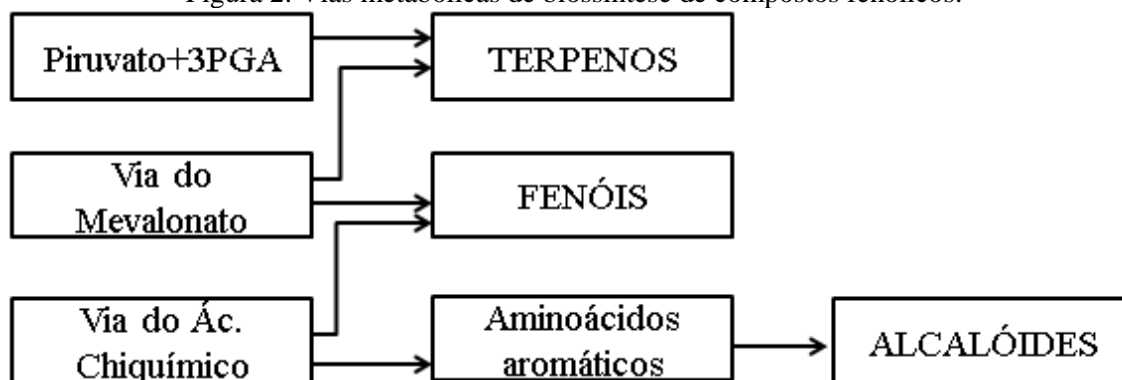 Figura 2: Vias metabólicas de biossíntese de compostos fenólicos.
Piruvato+3PGA
TERPENOS
Via do
Mevalonato
FENÓIS
Via do Ác.
Chiquímico
Aminoácidos
aromáticos
ALCALÓIDES